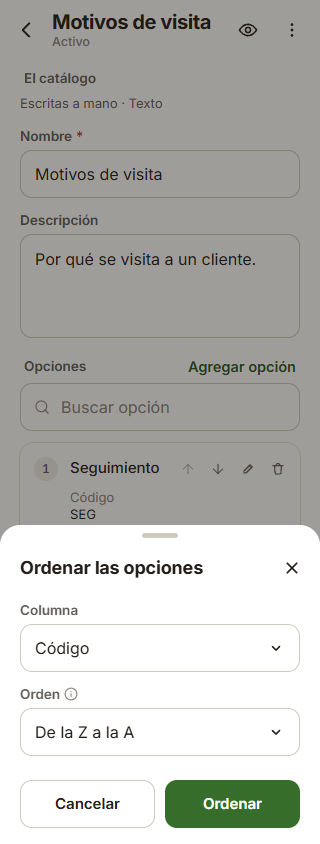 Motivos de visita
Activo
El catálogo
Escritas a mano · Texto
Nombre *
Motivos de visita
Descripción
Por qué se visita a un cliente.
Opciones
Agregar opción
Buscar opción
1
Seguimiento
Código
SEG
Ordenar las opciones
Columna
Código
Orden
De la Z a la A
Cancelar
Ordenar